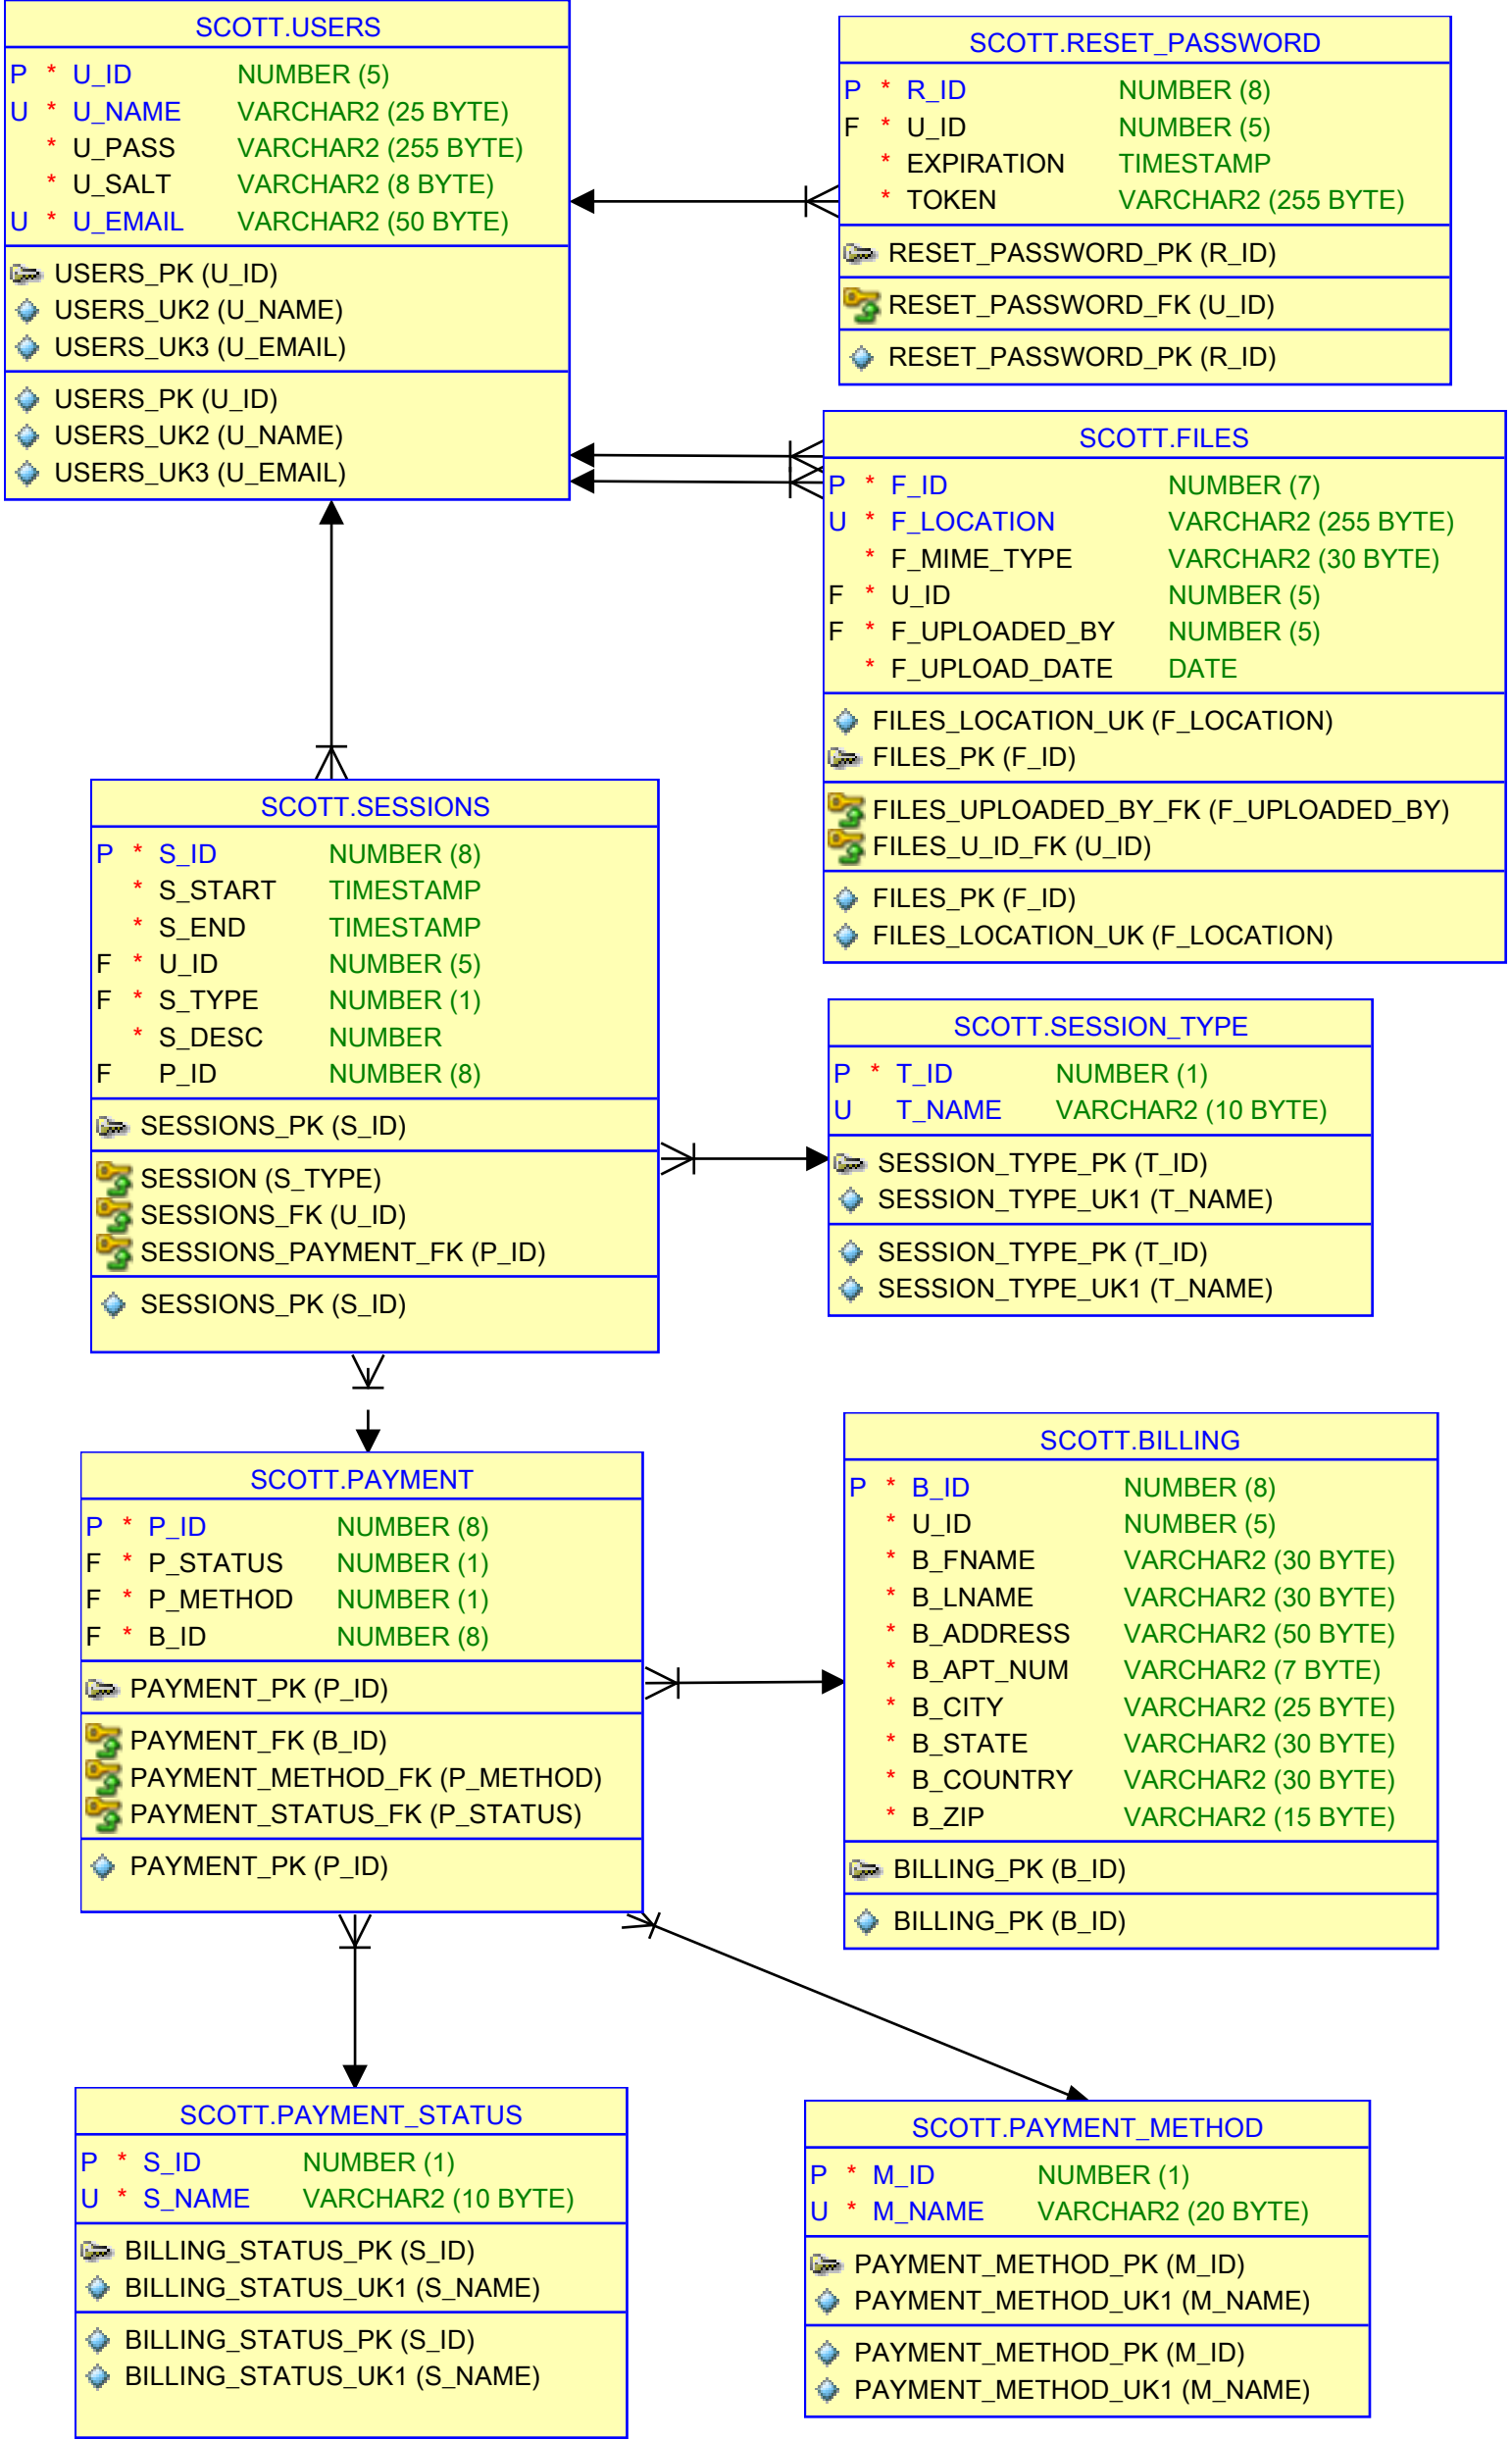 SCOTT.USERS
P * U_ID NUMBER (5)
U * U_NAME VARCHAR2 (25 BYTE)
* U_PASS VARCHAR2 (255 BYTE)
* U_SALT VARCHAR2 (8 BYTE)
U * U_EMAIL VARCHAR2 (50 BYTE)
USERS_PK (U_ID)
USERS_UK2 (U_NAME)
USERS_UK3 (U_EMAIL)
USERS_PK (U_ID)
USERS_UK2 (U_NAME)
USERS_UK3 (U_EMAIL)
SCOTT.RESET_PASSWORD
P * R_ID NUMBER (8)
F * U_ID NUMBER (5)
* EXPIRATION TIMESTAMP
* TOKEN VARCHAR2 (255 BYTE)
RESET_PASSWORD_PK (R_ID)
RESET_PASSWORD_FK (U_ID)
RESET_PASSWORD_PK (R_ID)
SCOTT.FILES
P * F_ID NUMBER (7)
U * F_LOCATION VARCHAR2 (255 BYTE)
* F_MIME_TYPE VARCHAR2 (30 BYTE)
F * U_ID NUMBER (5)
F * F_UPLOADED_BY NUMBER (5)
* F_UPLOAD_DATE DATE
FILES_LOCATION_UK (F_LOCATION)
FILES_PK (F_ID)
FILES_UPLOADED_BY_FK (F_UPLOADED_BY)
FILES_U_ID_FK (U_ID)
FILES_PK (F_ID)
FILES_LOCATION_UK (F_LOCATION)
SCOTT.SESSIONS
P * S_ID NUMBER (8)
* S_START TIMESTAMP
* S_END TIMESTAMP
F * U_ID NUMBER (5)
F * S_TYPE NUMBER (1)
* S_DESC NUMBER
F P_ID NUMBER (8)
SESSIONS_PK (S_ID)
SESSION (S_TYPE)
SESSIONS_FK (U_ID)
SESSIONS_PAYMENT_FK (P_ID)
SESSIONS_PK (S_ID)
SCOTT.SESSION_TYPE
P * T_ID NUMBER (1)
U T_NAME VARCHAR2 (10 BYTE)
SESSION_TYPE_PK (T_ID)
SESSION_TYPE_UK1 (T_NAME)
SESSION_TYPE_PK (T_ID)
SESSION_TYPE_UK1 (T_NAME)
SCOTT.PAYMENT
P * P_ID NUMBER (8)
F * P_STATUS NUMBER (1)
F * P_METHOD NUMBER (1)
F * B_ID NUMBER (8)
PAYMENT_PK (P_ID)
PAYMENT_FK (B_ID)
PAYMENT_METHOD_FK (P_METHOD)
PAYMENT_STATUS_FK (P_STATUS)
PAYMENT_PK (P_ID)
SCOTT.BILLING
P * B_ID NUMBER (8)
* U_ID NUMBER (5)
* B_FNAME VARCHAR2 (30 BYTE)
* B_LNAME VARCHAR2 (30 BYTE)
* B_ADDRESS VARCHAR2 (50 BYTE)
* B_APT_NUM VARCHAR2 (7 BYTE)
* B_CITY VARCHAR2 (25 BYTE)
* B_STATE VARCHAR2 (30 BYTE)
* B_COUNTRY VARCHAR2 (30 BYTE)
* B_ZIP VARCHAR2 (15 BYTE)
BILLING_PK (B_ID)
BILLING_PK (B_ID)
SCOTT.PAYMENT_STATUS
P * S_ID NUMBER (1)
U * S_NAME VARCHAR2 (10 BYTE)
BILLING_STATUS_PK (S_ID)
BILLING_STATUS_UK1 (S_NAME)
BILLING_STATUS_PK (S_ID)
BILLING_STATUS_UK1 (S_NAME)
SCOTT.PAYMENT_METHOD
P * M_ID NUMBER (1)
U * M_NAME VARCHAR2 (20 BYTE)
PAYMENT_METHOD_PK (M_ID)
PAYMENT_METHOD_UK1 (M_NAME)
PAYMENT_METHOD_PK (M_ID)
PAYMENT_METHOD_UK1 (M_NAME)